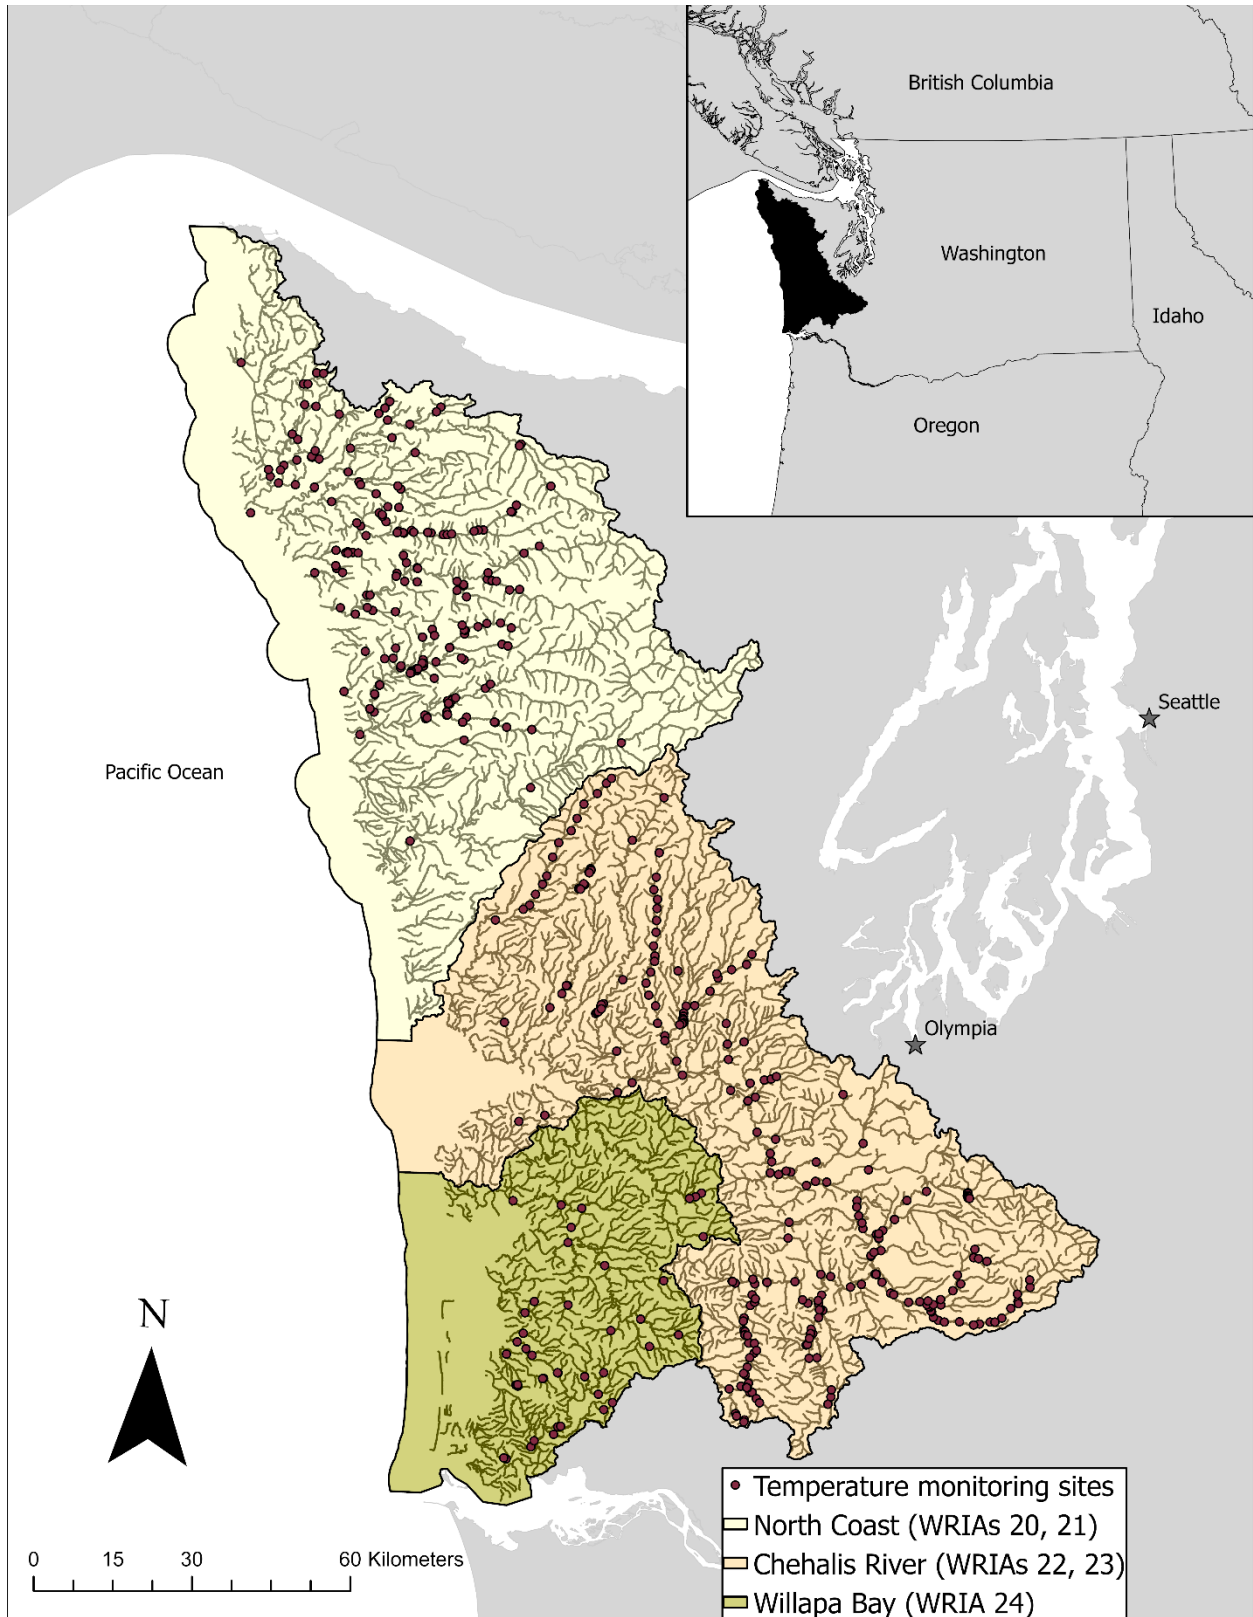 British Columbia
Washington
Idaho
Oregon
Seattle
Pacific Ocean
Olympia
N
0 15 30 60 Kilometers
Temperature monitoring sites
North Coast (WRIAs 20, 21)
Chehalis River (WRIAs 22, 23)
Willapa Bay (WRIA 24)